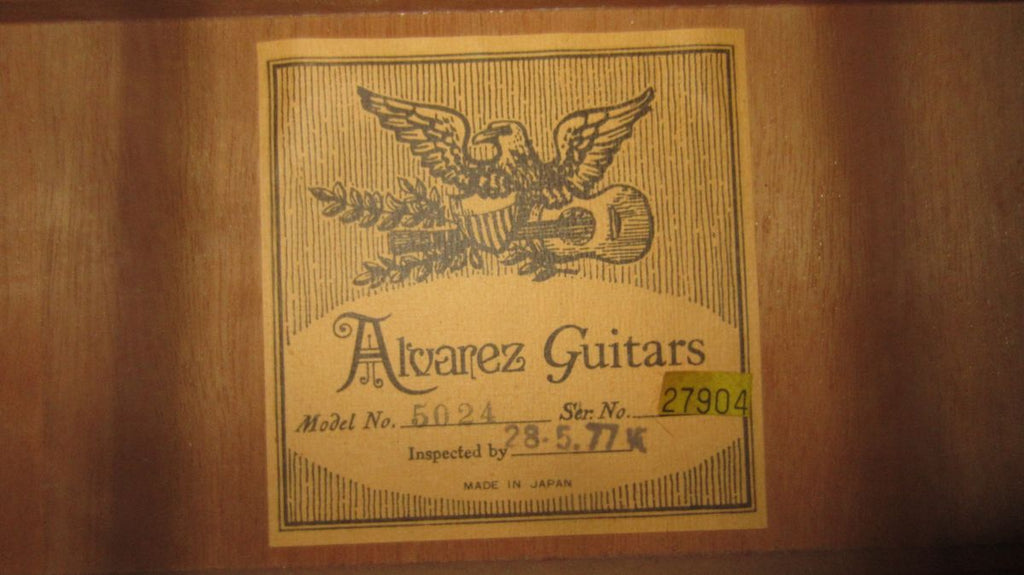 Alvarez Guitars
Model No. 5024 Ser. No. 27904
Inspected by 28.5.77 K
MADE IN JAPAN